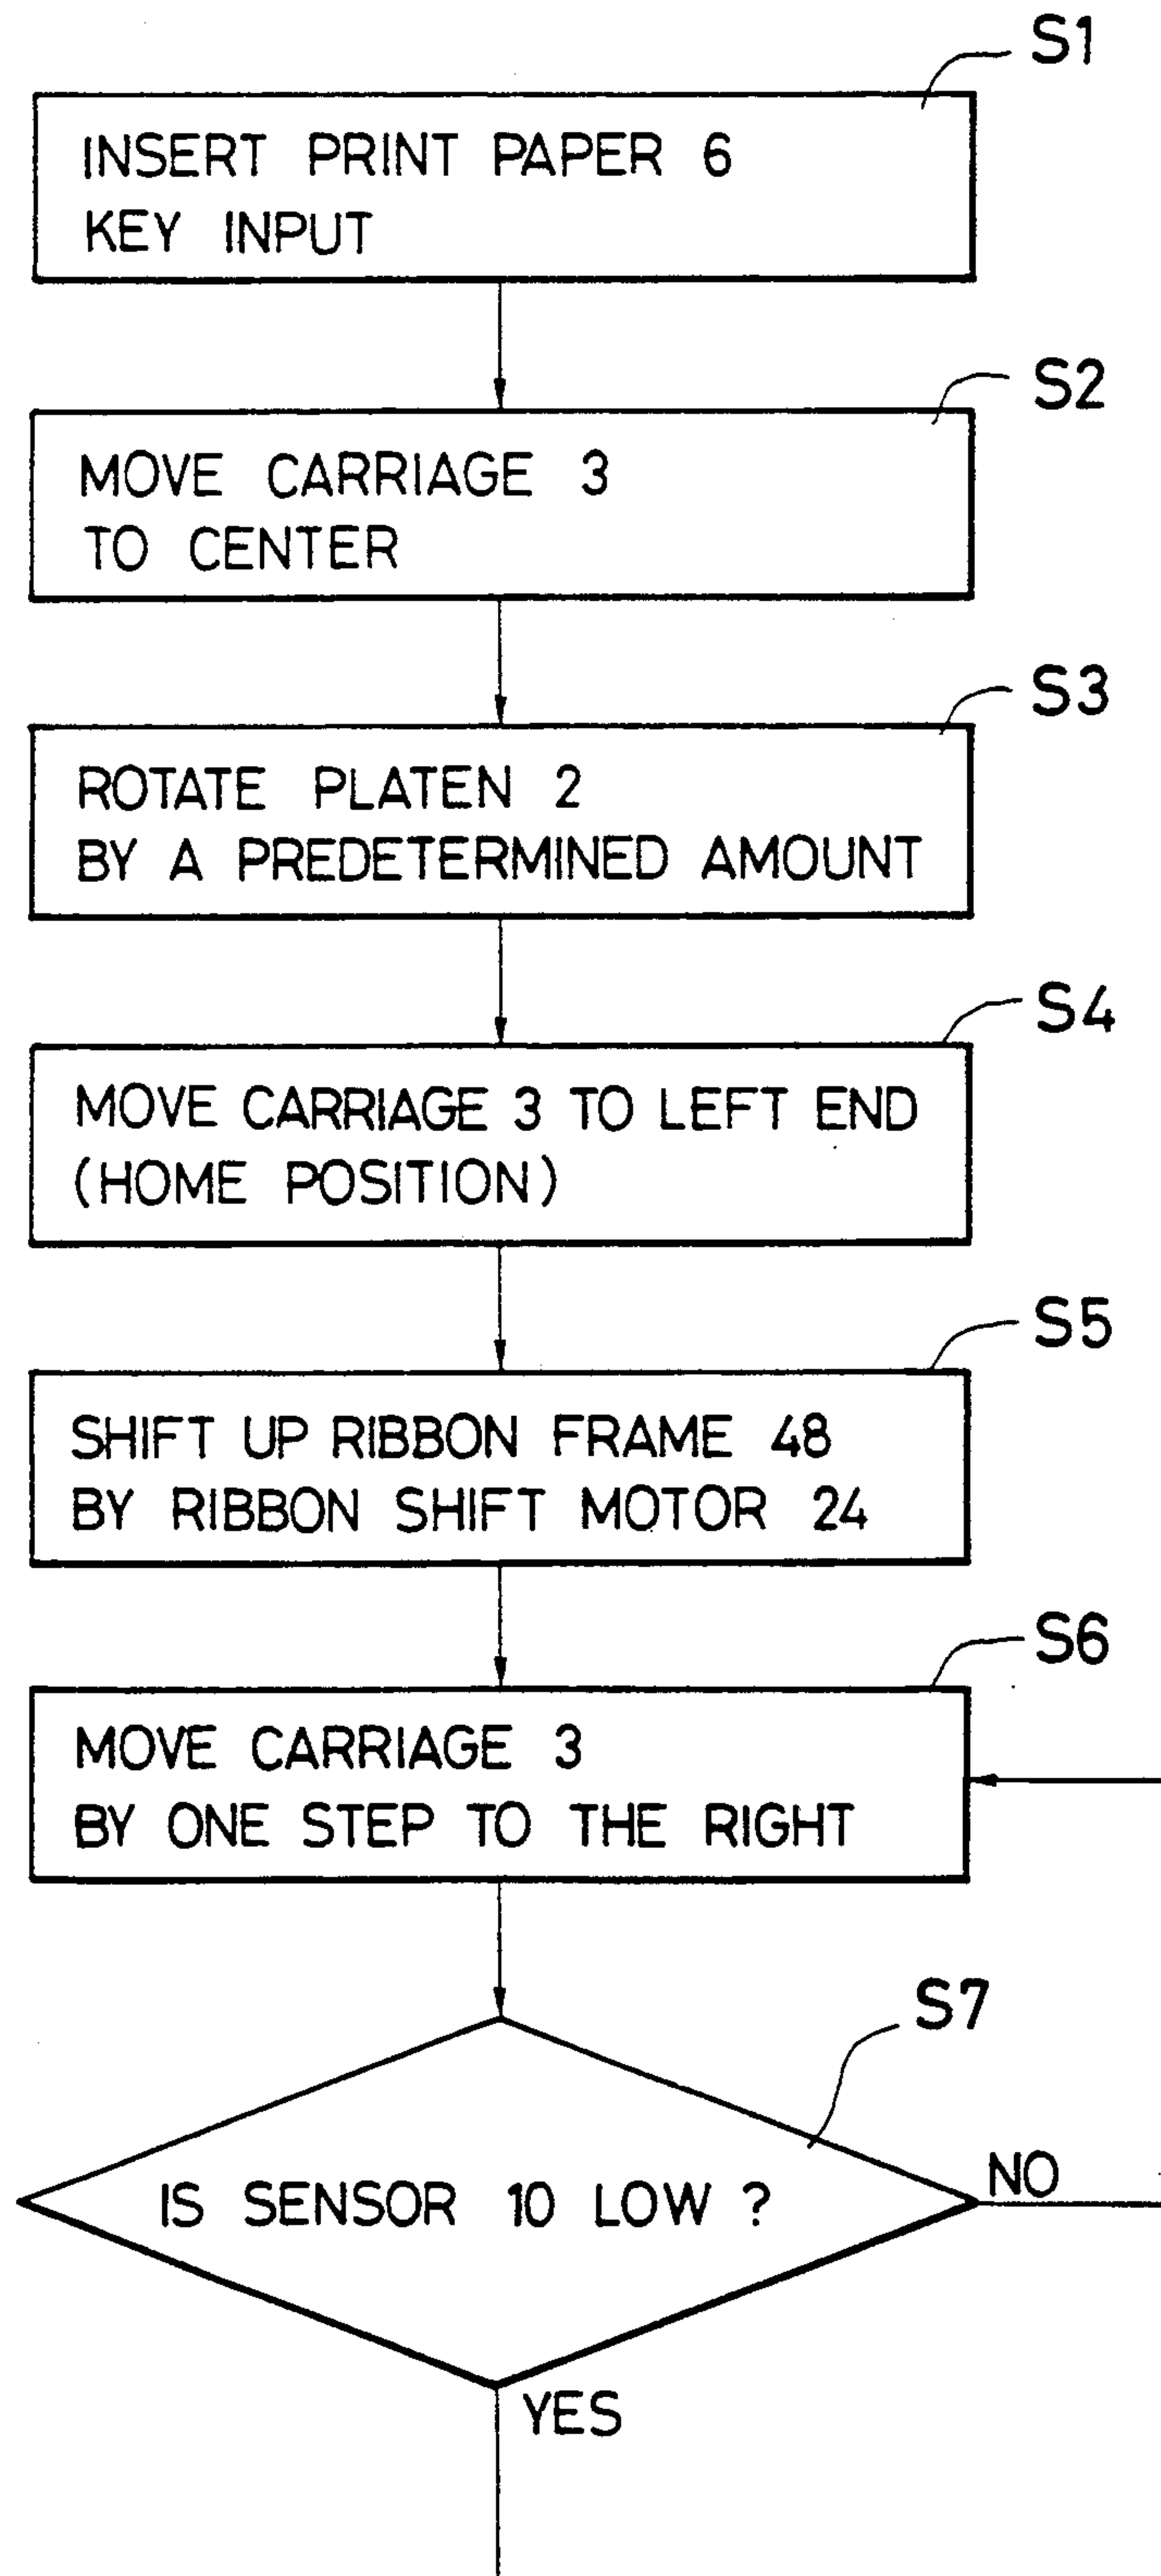 S1
INSERT PRINT PAPER 6
KEY INPUT
S2
MOVE CARRIAGE 3
TO CENTER
S3
ROTATE PLATEN 2
BY A PREDETERMINED AMOUNT
S4
MOVE CARRIAGE 3 TO LEFT END
(HOME POSITION)
S5
SHIFT UP RIBBON FRAME 48
BY RIBBON SHIFT MOTOR 24
S6
MOVE CARRIAGE 3
BY ONE STEP TO THE RIGHT
S7
IS SENSOR 10 LOW ?
NO
YES